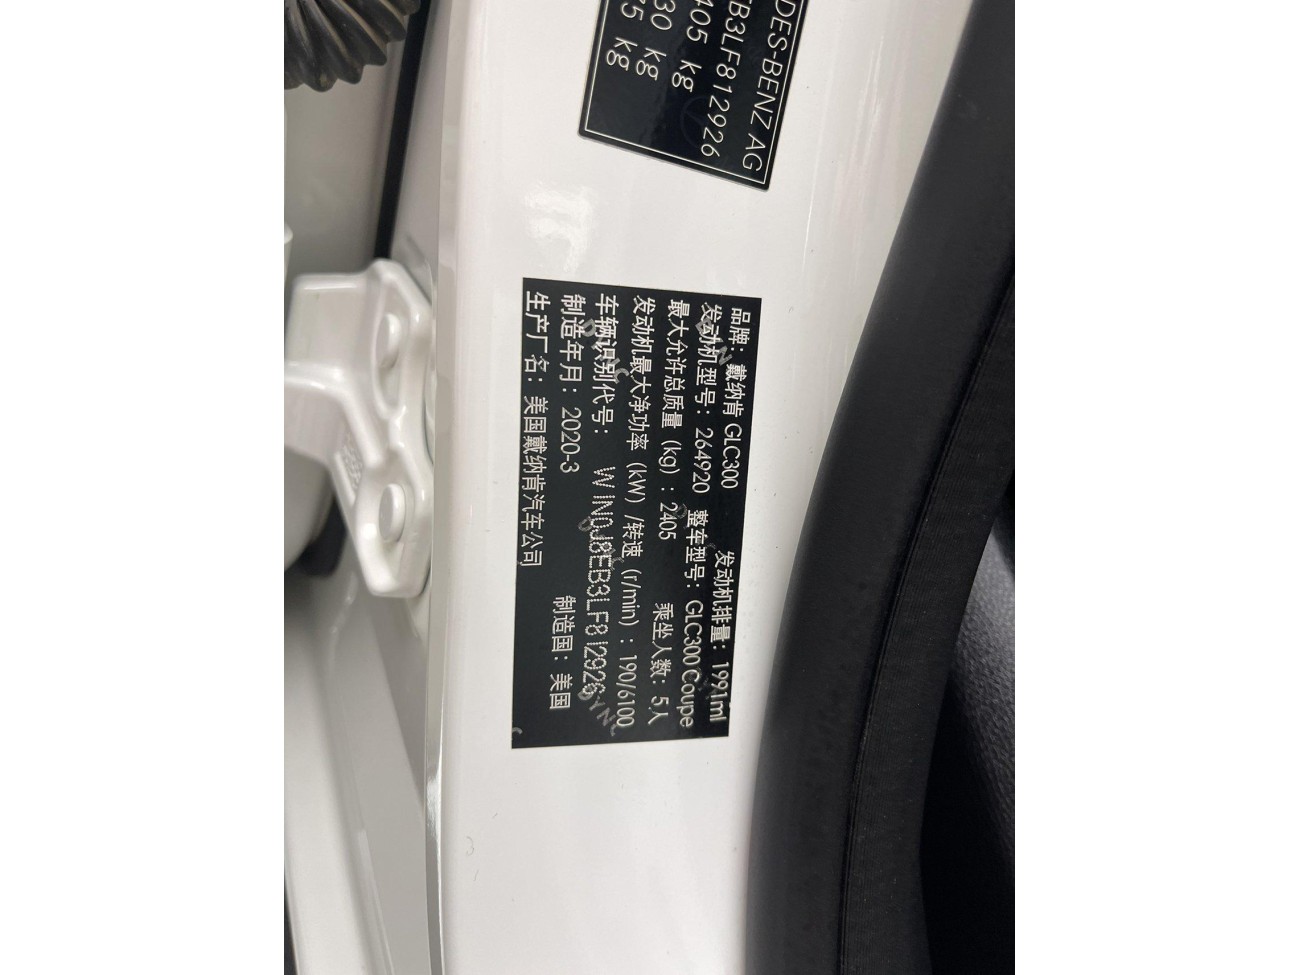 DES-BENZ AG
B3LF812926
405 kg
30 kg
75 kg
品牌：戴纳肯 GLC300 发动机排量：1991ml
发动机型号：264920 整车型号：GLC300 Coupe
最大允许总质量（kg）：2405 乘坐人数：5人
发动机最大净功率（kW）/转速（r/min）：190/6100
车辆识别代号：W1N0J8EB3LF812926
制造年月：2020-3 制造国：美国
生产厂名：美国戴纳肯汽车公司